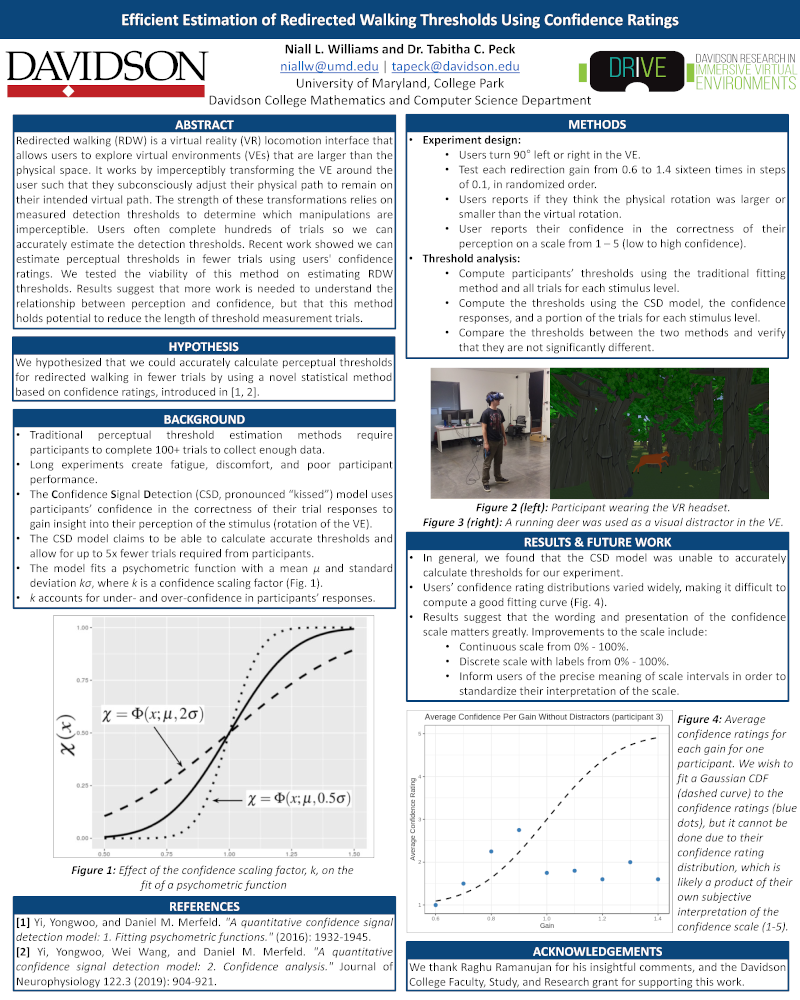 Efficient Estimation of Redirected Walking Thresholds Using Confidence Ratings
DAVIDSON
Niall L. Williams and Dr. Tabitha C. Peck
niallw@umd.edu | tapeck@davidson.edu
University of Maryland, College Park
Davidson College Mathematics and Computer Science Department
DRIVE
DAVIDSON RESEARCH IN
IMMERSIVE VIRTUAL
ENVIRONMENTS
ABSTRACT
Redirected walking (RDW) is a virtual reality (VR) locomotion interface that
allows users to explore virtual environments (VEs) that are larger than the
physical space. It works by imperceptibly transforming the VE around the
user such that they subconsciously adjust their physical path to remain on
their intended virtual path. The strength of these transformations relies on
measured detection thresholds to determine which manipulations are
imperceptible. Users often complete hundreds of trials so we can
accurately estimate the detection thresholds. Recent work showed we can
estimate perceptual thresholds in fewer trials using users' confidence
ratings. We tested the viability of this method on estimating RDW
thresholds. Results suggest that more work is needed to understand the
relationship between perception and confidence, but that this method
holds potential to reduce the length of threshold measurement trials.
HYPOTHESIS
We hypothesized that we could accurately calculate perceptual thresholds
for redirected walking in fewer trials by using a novel statistical method
based on confidence ratings, introduced in [1, 2].
BACKGROUND
• Traditional perceptual threshold estimation methods require
participants to complete 100+ trials to collect enough data.
• Long experiments create fatigue, discomfort, and poor participant
performance.
• The Confidence Signal Detection (CSD, pronounced “kissed”) model uses
participants’ confidence in the correctness of their trial responses to
gain insight into their perception of the stimulus (rotation of the VE).
• The CSD model claims to be able to calculate accurate thresholds and
allow for up to 5x fewer trials required from participants.
• The model fits a psychometric function with a mean μ and standard
deviation kσ, where k is a confidence scaling factor (Fig. 1).
• k accounts for under- and over-confidence in participants’ responses.
1.00
0.75
0.50
0.25
0.00
χ(x)
χ = Φ(x; μ, 2σ)
χ = Φ(x; μ, 0.5σ)
0.50 0.75 1.00 1.25 1.50
Figure 1: Effect of the confidence scaling factor, k, on the
fit of a psychometric function
REFERENCES
[1] Yi, Yongwoo, and Daniel M. Merfeld. "A quantitative confidence signal
detection model: 1. Fitting psychometric functions." (2016): 1932-1945.
[2] Yi, Yongwoo, Wei Wang, and Daniel M. Merfeld. "A quantitative
confidence signal detection model: 2. Confidence analysis." Journal of
Neurophysiology 122.3 (2019): 904-921.
METHODS
• Experiment design:
• Users turn 90° left or right in the VE.
• Test each redirection gain from 0.6 to 1.4 sixteen times in steps
of 0.1, in randomized order.
• Users reports if they think the physical rotation was larger or
smaller than the virtual rotation.
• User reports their confidence in the correctness of their
perception on a scale from 1 – 5 (low to high confidence).
• Threshold analysis:
• Compute participants’ thresholds using the traditional fitting
method and all trials for each stimulus level.
• Compute the thresholds using the CSD model, the confidence
responses, and a portion of the trials for each stimulus level.
• Compare the thresholds between the two methods and verify
that they are not significantly different.
Figure 2 (left): Participant wearing the VR headset.
Figure 3 (right): A running deer was used as a visual distractor in the VE.
RESULTS & FUTURE WORK
• In general, we found that the CSD model was unable to accurately
calculate thresholds for our experiment.
• Users’ confidence rating distributions varied widely, making it difficult to
compute a good fitting curve (Fig. 4).
• Results suggest that the wording and presentation of the confidence
scale matters greatly. Improvements to the scale include:
• Continuous scale from 0% - 100%.
• Discrete scale with labels from 0% - 100%.
• Inform users of the precise meaning of scale intervals in order to
standardize their interpretation of the scale.
Average Confidence Per Gain Without Distractors (participant 3)
Average Confidence Rating
5
4
3
2
1
0.6 0.8 1.0 1.2 1.4
Gain
Figure 4: Average
confidence ratings for
each gain for one
participant. We wish to
fit a Gaussian CDF
(dashed curve) to the
confidence ratings (blue
dots), but it cannot be
done due to their
confidence rating
distribution, which is
likely a product of their
own subjective
interpretation of the
confidence scale (1-5).
ACKNOWLEDGEMENTS
We thank Raghu Ramanujan for his insightful comments, and the Davidson
College Faculty, Study, and Research grant for supporting this work.